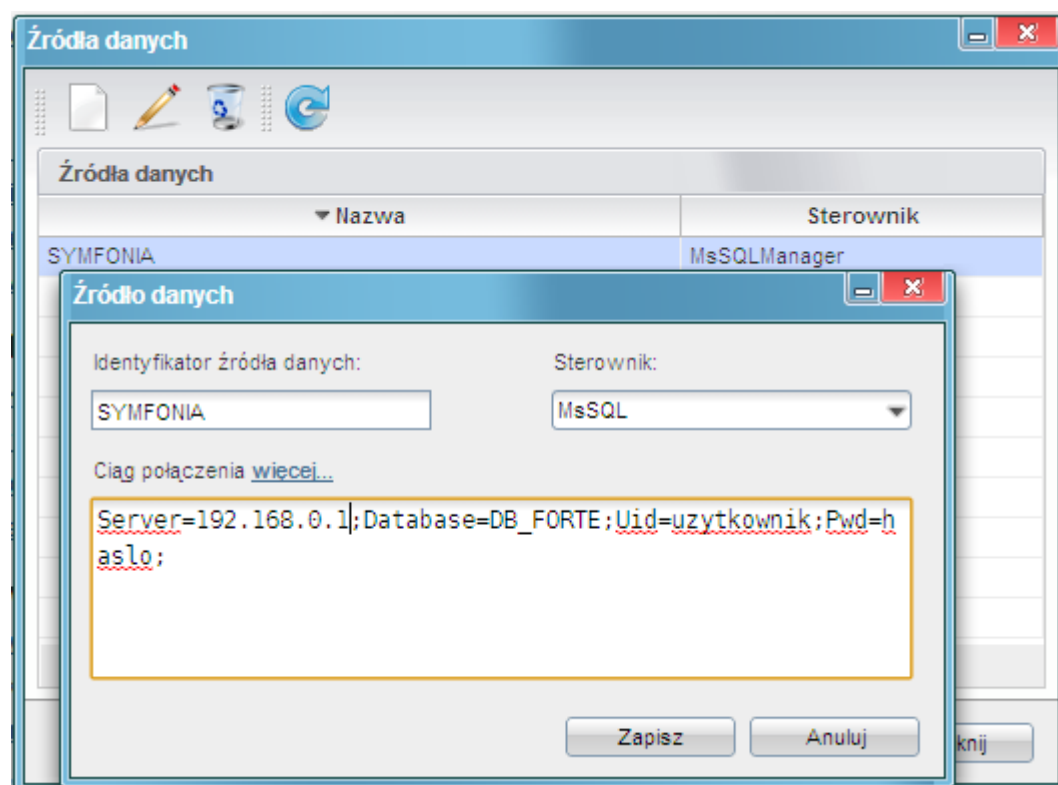 Źródła danych
Źródła danych
Nazwa Sterownik
SYMFONIA MsSQLManager
Źródło danych
Identyfikator źródła danych: Sterownik:
SYMFONIA MsSQL
Ciąg połączenia więcej...
Server=192.168.0.1;Database=DB_FORTE;Uid=uzytkownik;Pwd=h
aslo;
Zapisz Anuluj
knij